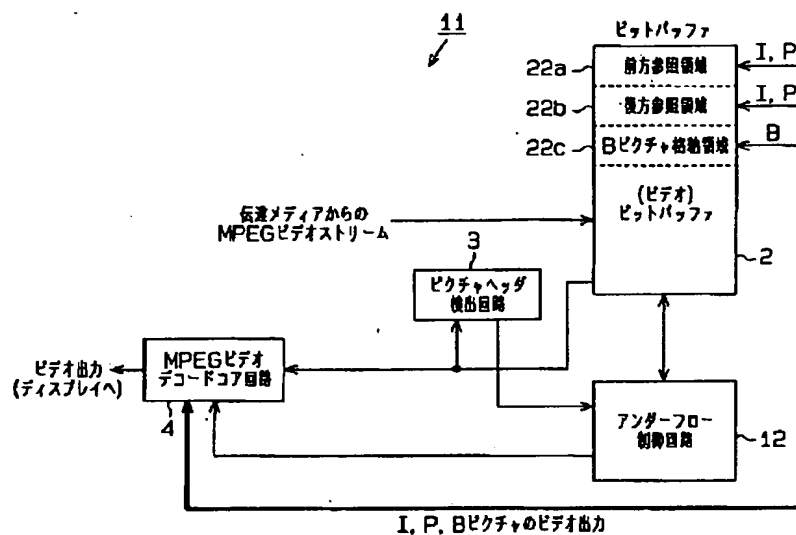 11
ビットバッファ
22a
前方参照領域
I, P
22b
後方参照領域
I, P
22c
Bピクチャ格納領域
B
伝達メディアからの
MPEGビデオストリーム
(ビデオ)
ビットバッファ
2
3
ピクチャヘッダ
検出回路
ビデオ出力
(ディスプレイへ)
MPEGビデオ
デコードコア回路
4
アンダーフロー
制御回路
12
I, P, Bピクチャのビデオ出力